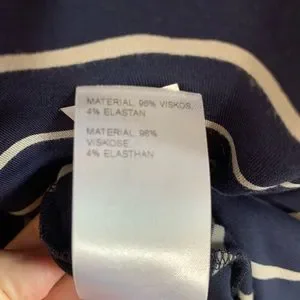 MATERIAL 96% VISKOS,
4% ELASTAN
MATERIAL 96%
VISKOSE
4% ELASTHAN